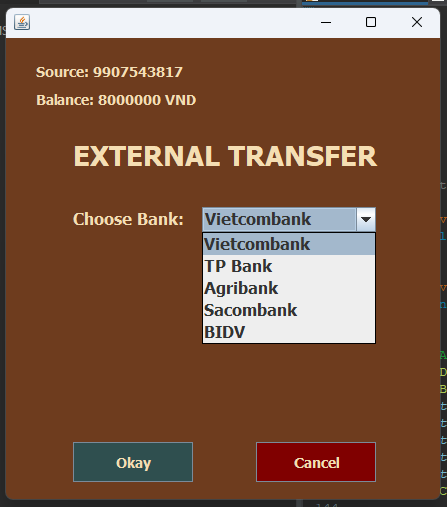 Source: 9907543817
Balance: 8000000 VND
EXTERNAL TRANSFER
Choose Bank: Vietcombank
Vietcombank
TP Bank
Agribank
Sacombank
BIDV
Okay Cancel